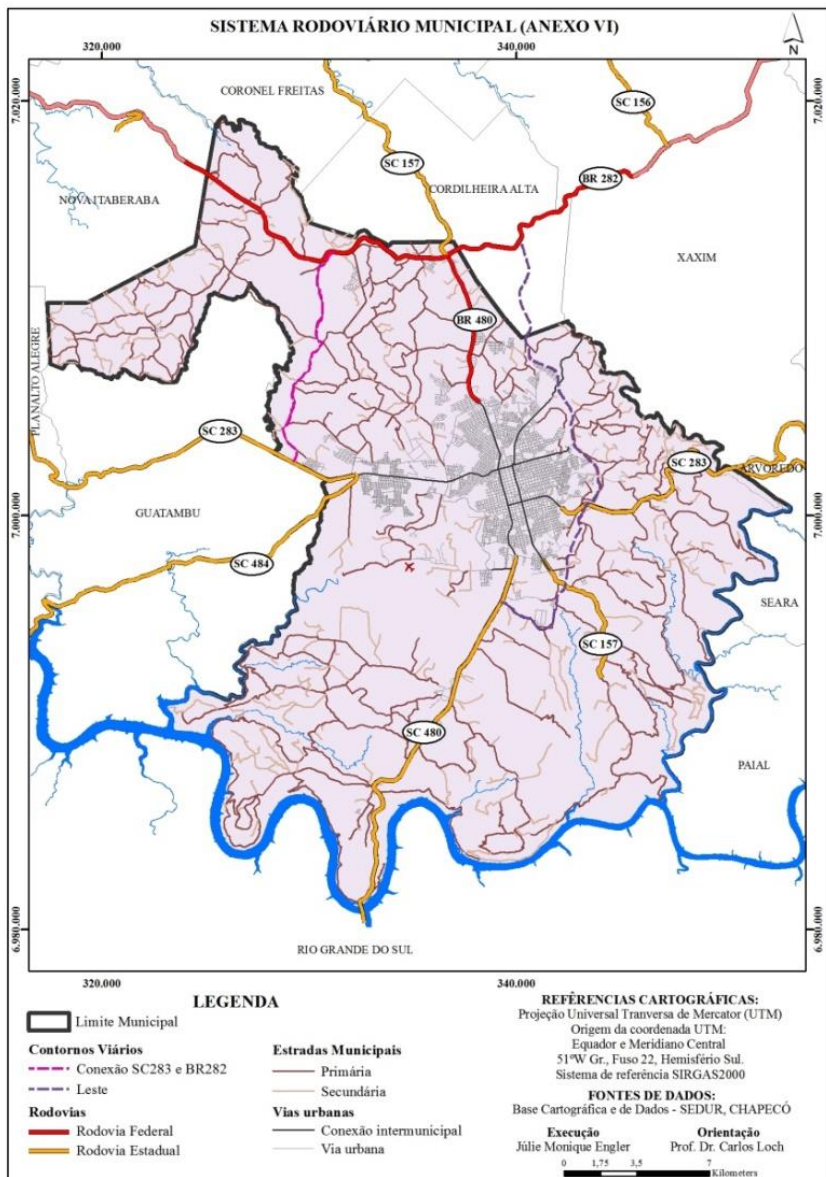 SISTEMA RODOVIÁRIO MUNICIPAL (ANEXO VI)
320.000
340.000
N
7.020.000
7.020.000
CORONEL FREITAS
SC 156
SC 157
BR 282
CORDILHEIRA ALTA
NOVA ITABERABA
XAXIM
BR 480
PLANALTO ALEGRE
SC 283
SC 283
ARVOREDO
7.000.000
7.000.000
GUATAMBU
SC 484
SEARA
SC 157
SC 480
PAIAL
6.980.000
6.980.000
RIO GRANDE DO SUL
320.000
340.000
LEGENDA
Limite Municipal
Contornos Viários
Conexão SC283 e BR282
Leste
Rodovias
Rodovia Federal
Rodovia Estadual
Estradas Municipais
Primária
Secundária
Vias urbanas
Conexão intermunicipal
Via urbana
REFÊRENCIAS CARTOGRÁFICAS:
Projeção Universal Tranversa de Mercator (UTM)
Origem da coordenada UTM:
Equador e Meridiano Central
51ºW Gr., Fuso 22, Hemisfério Sul.
Sistema de referência SIRGAS2000
FONTES DE DADOS:
Base Cartográfica e de Dados - SEDUR, CHAPECÓ
Execução
Júlie Monique Engler
Orientação
Prof. Dr. Carlos Loch
0 1,75 3,5 7
Kilometers